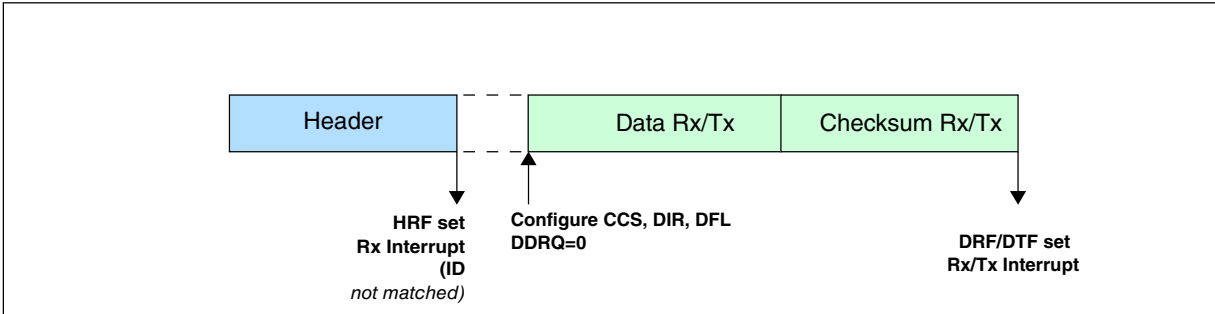 Header
Data Rx/Tx
Checksum Rx/Tx
HRF set
Rx Interrupt
(ID
not matched)
Configure CCS, DIR, DFL
DDRQ=0
DRF/DTF set
Rx/Tx Interrupt